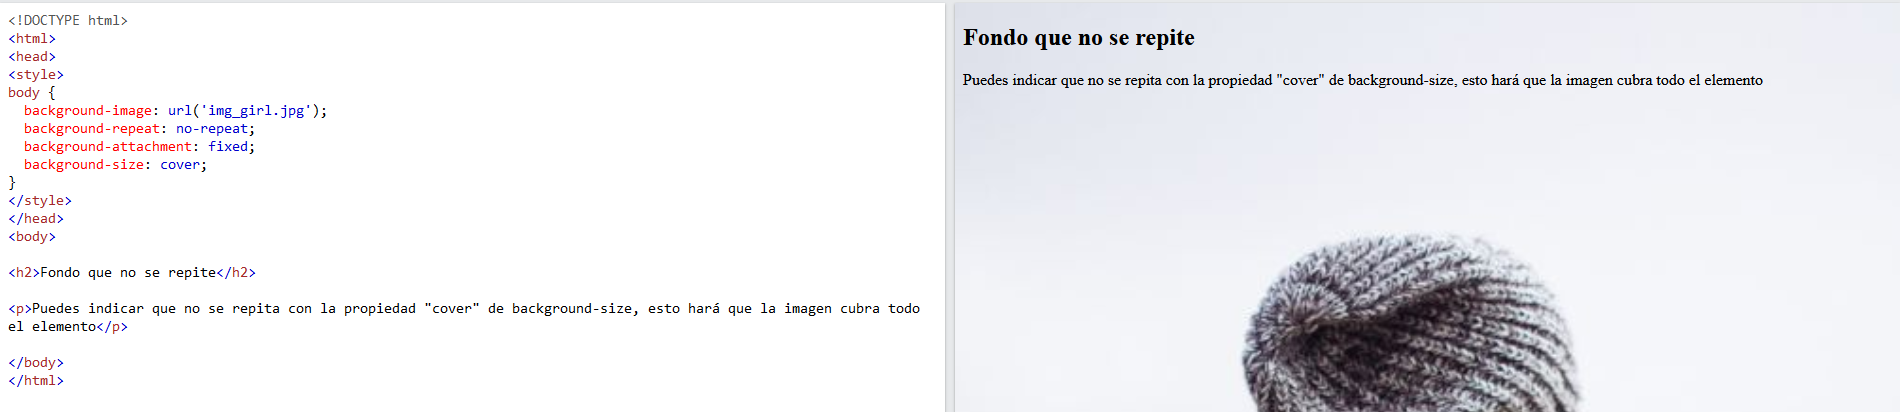 <!DOCTYPE html>
<html>
<head>
<style>
body {
  background-image: url('img_girl.jpg');
  background-repeat: no-repeat;
  background-attachment: fixed;
  background-size: cover;
}
</style>
</head>
<body>
<h2>Fondo que no se repite</h2>
<p>Puedes indicar que no se repita con la propiedad "cover" de background-size, esto hará que la imagen cubra todo
el elemento</p>
</body>
</html>
Fondo que no se repite
Puedes indicar que no se repita con la propiedad "cover" de background-size, esto hará que la imagen cubra todo el elemento